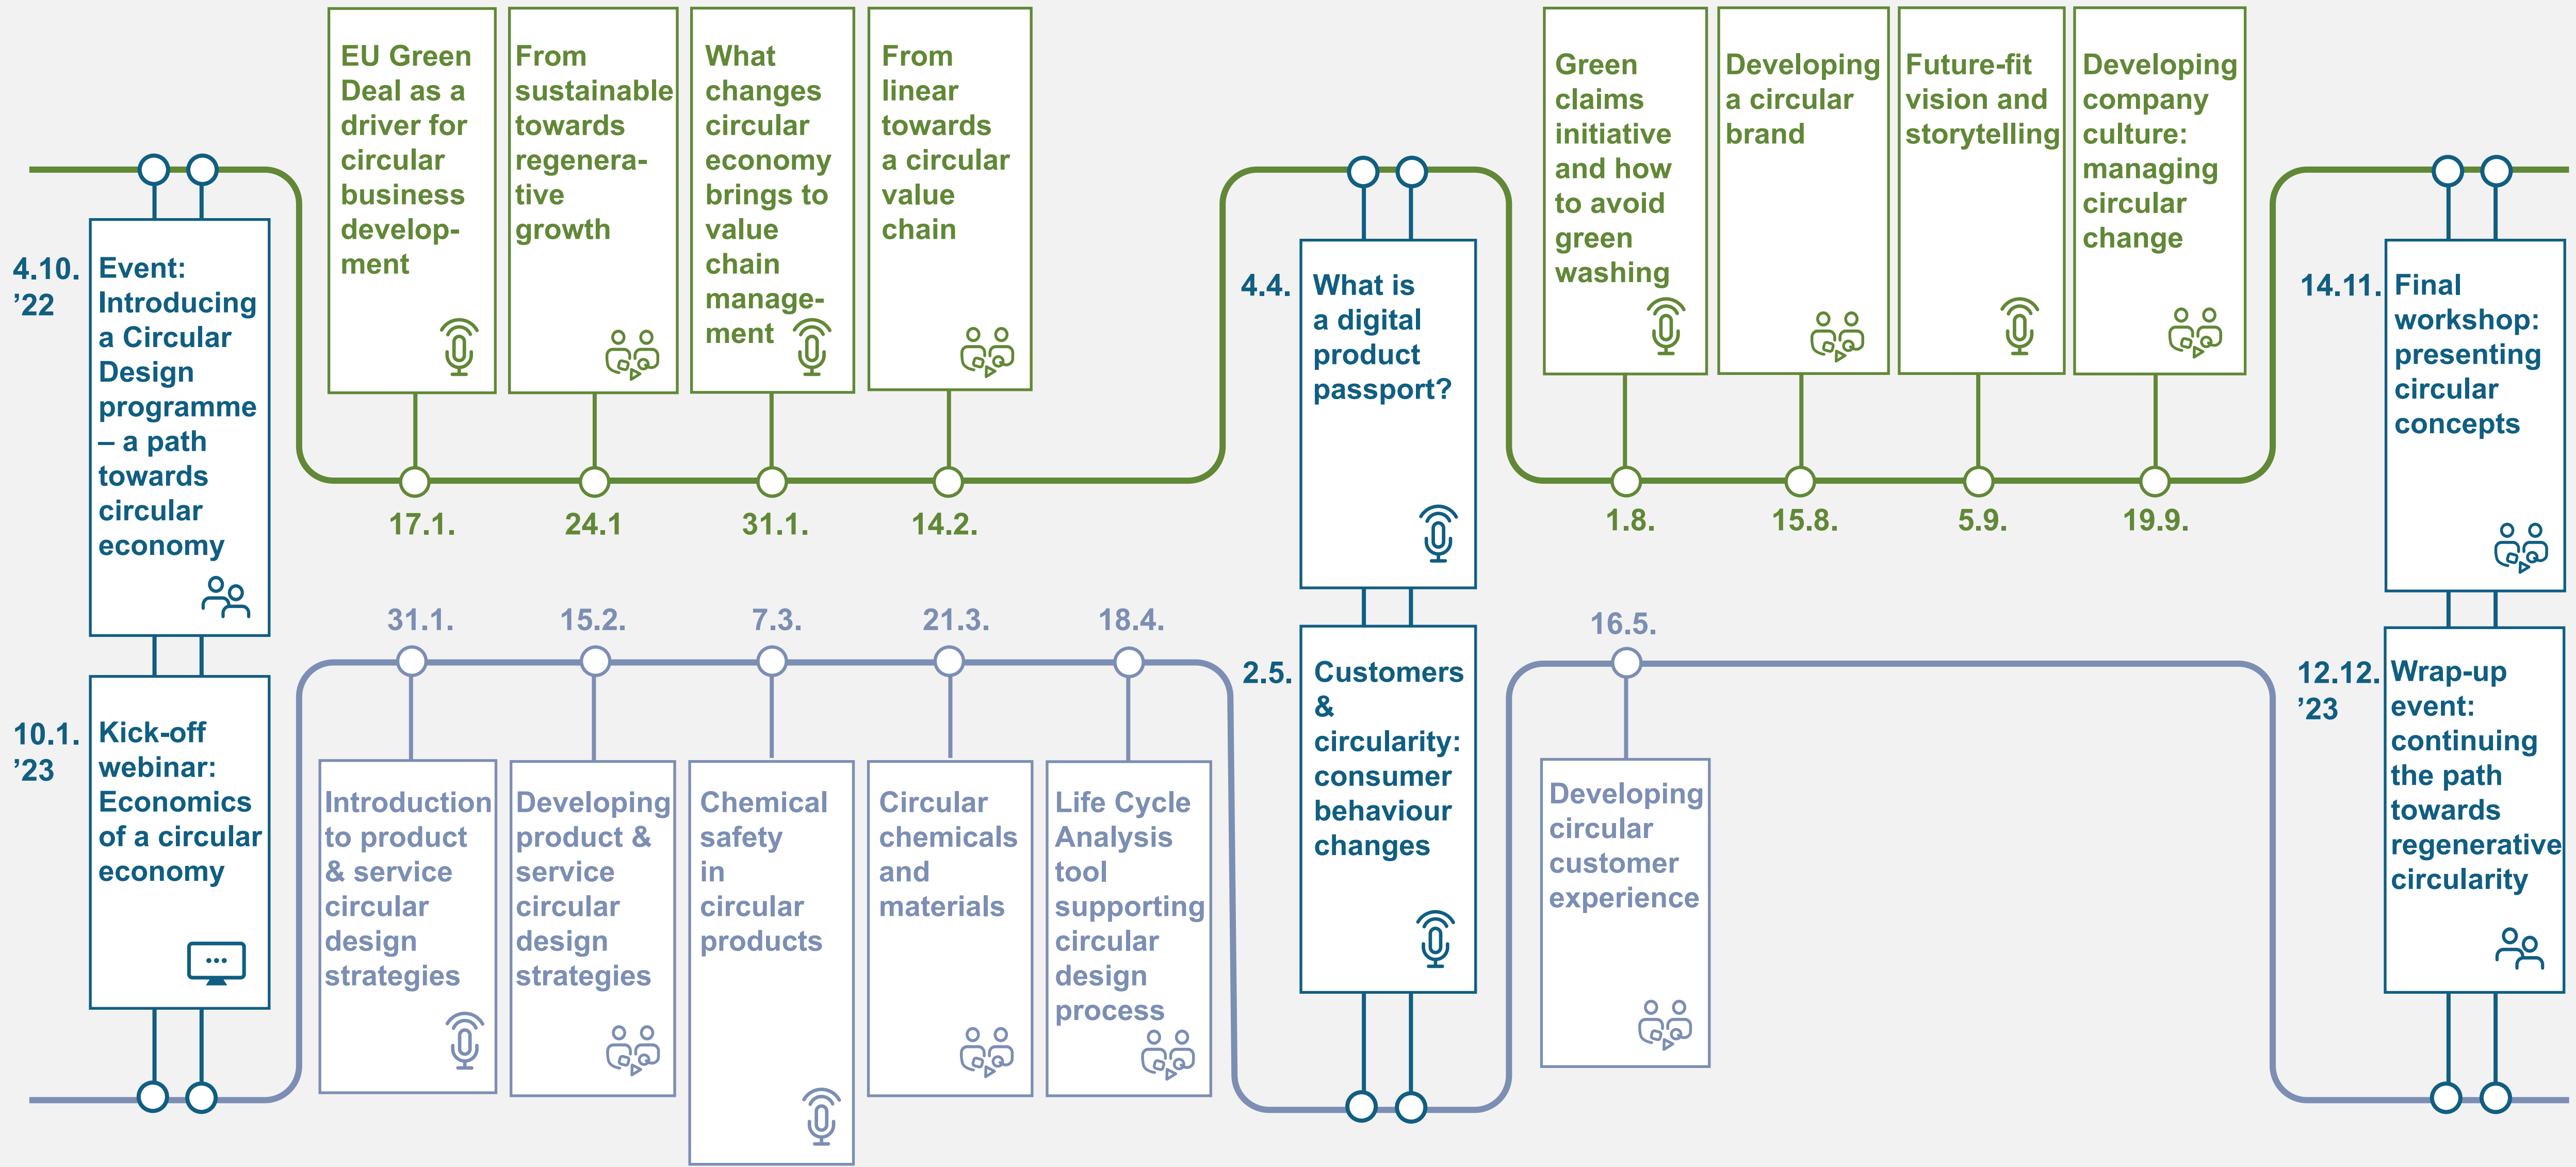 4.10.
’22
Event:
Introducing
a Circular
Design
programme
– a path
towards
circular
economy
10.1.
’23
Kick-off
webinar:
Economics
of a circular
economy
EU Green
Deal as a
driver for
circular
business
develop-
ment
17.1.
From
sustainable
towards
regenera-
tive
growth
24.1
What
changes
circular
economy
brings to
value
chain
manage-
ment
31.1.
From
linear
towards
a circular
value
chain
14.2.
31.1.
Introduction
to product
& service
circular
design
strategies
15.2.
Developing
product &
service
circular
design
strategies
7.3.
Chemical
safety
in
circular
products
21.3.
Circular
chemicals
and
materials
18.4.
Life Cycle
Analysis
tool
supporting
circular
design
process
4.4.
What is
a digital
product
passport?
2.5.
Customers
&
circularity:
consumer
behaviour
changes
Green
claims
initiative
and how
to avoid
green
washing
1.8.
Developing
a circular
brand
15.8.
Future-fit
vision and
storytelling
5.9.
Developing
company
culture:
managing
circular
change
19.9.
16.5.
Developing
circular
customer
experience
14.11.
Final
workshop:
presenting
circular
concepts
12.12.
’23
Wrap-up
event:
continuing
the path
towards
regenerative
circularity